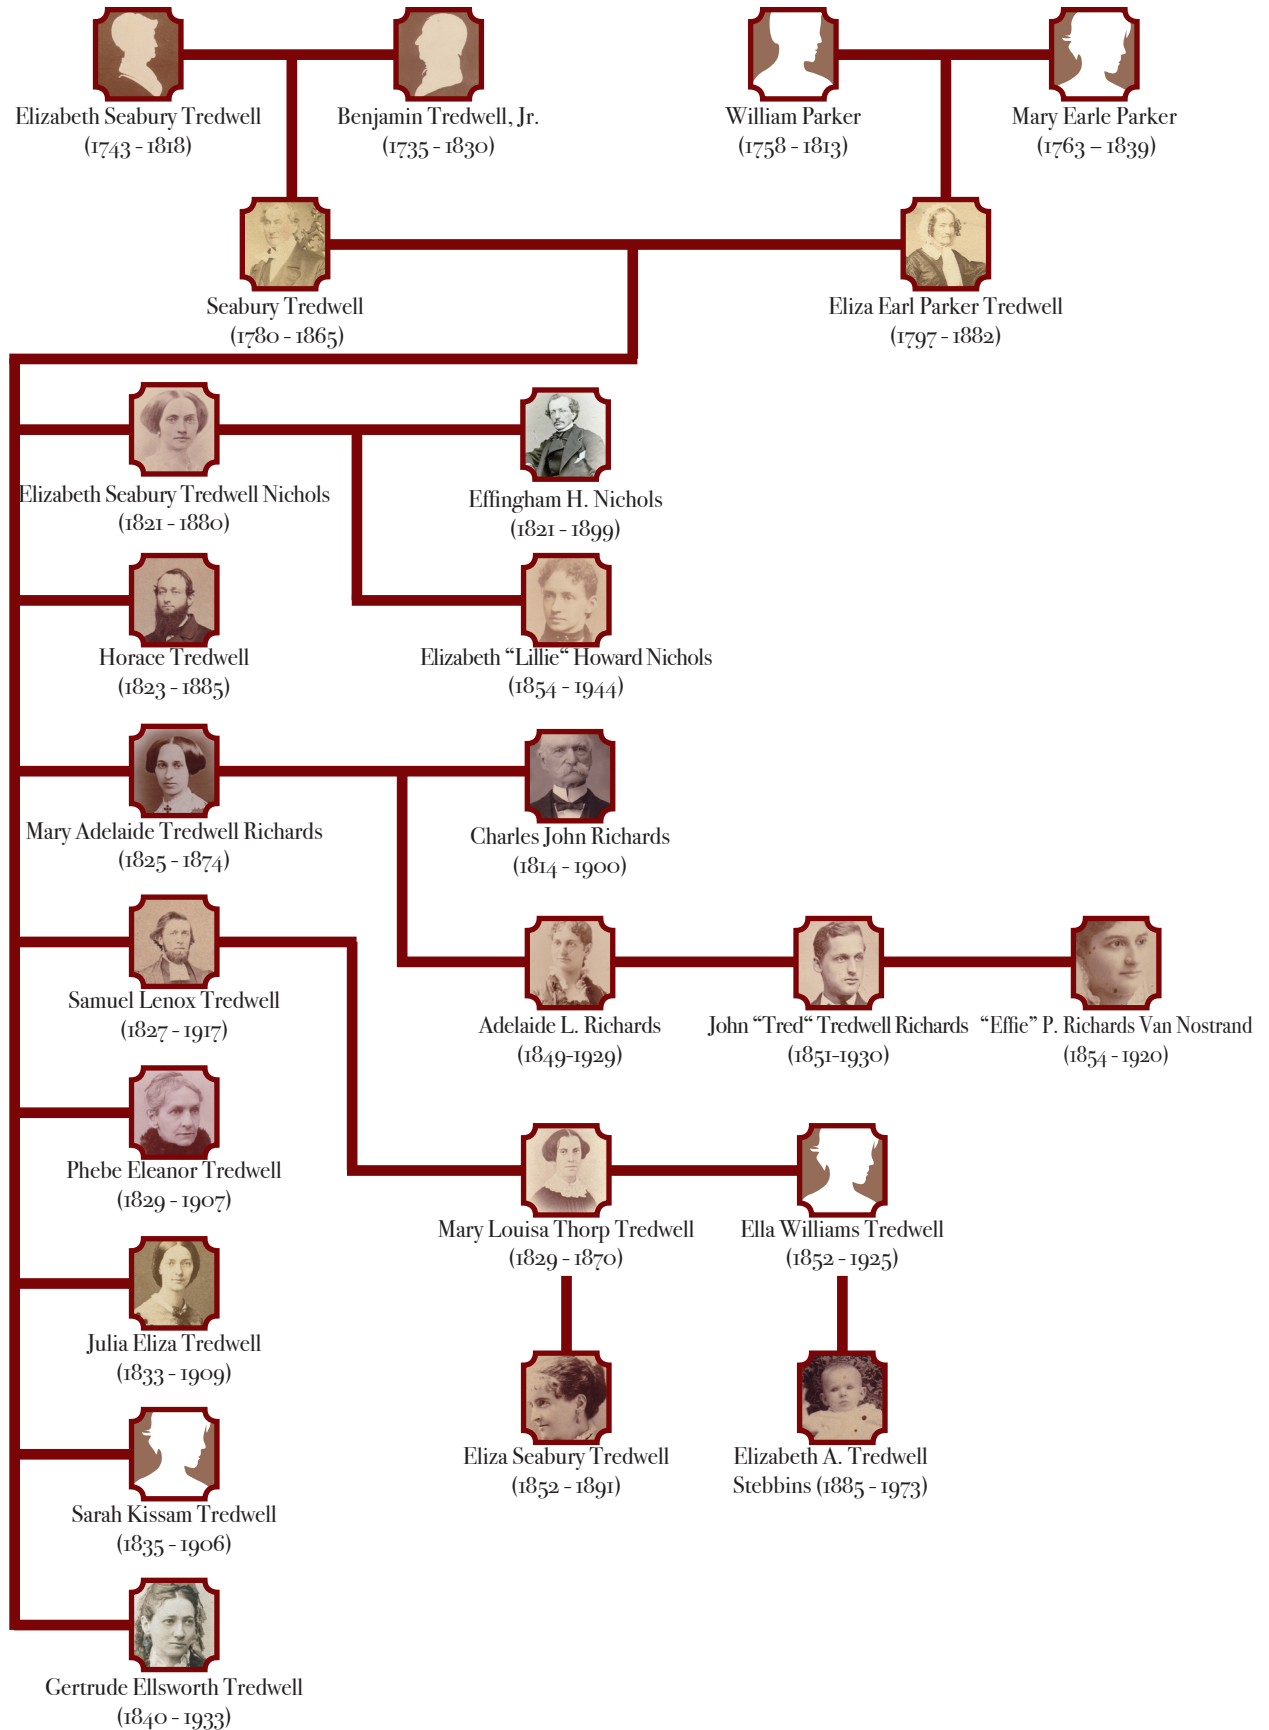 Elizabeth Seabury Tredwell
(1743 - 1818)
Benjamin Tredwell, Jr.
(1735 - 1830)
William Parker
(1758 - 1813)
Mary Earle Parker
(1763 – 1839)
Seabury Tredwell
(1780 - 1865)
Eliza Earl Parker Tredwell
(1797 - 1882)
Elizabeth Seabury Tredwell Nichols
(1821 - 1880)
Effingham H. Nichols
(1821 - 1899)
Horace Tredwell
(1823 - 1885)
Elizabeth “Lillie“ Howard Nichols
(1854 - 1944)
Mary Adelaide Tredwell Richards
(1825 - 1874)
Charles John Richards
(1814 - 1900)
Samuel Lenox Tredwell
(1827 - 1917)
Adelaide L. Richards
(1849-1929)
John “Tred“ Tredwell Richards
(1851-1930)
“Effie” P. Richards Van Nostrand
(1854 - 1920)
Phebe Eleanor Tredwell
(1829 - 1907)
Mary Louisa Thorp Tredwell
(1829 - 1870)
Ella Williams Tredwell
(1852 - 1925)
Julia Eliza Tredwell
(1833 - 1909)
Eliza Seabury Tredwell
(1852 - 1891)
Elizabeth A. Tredwell
Stebbins (1885 - 1973)
Sarah Kissam Tredwell
(1835 - 1906)
Gertrude Ellsworth Tredwell
(1840 - 1933)